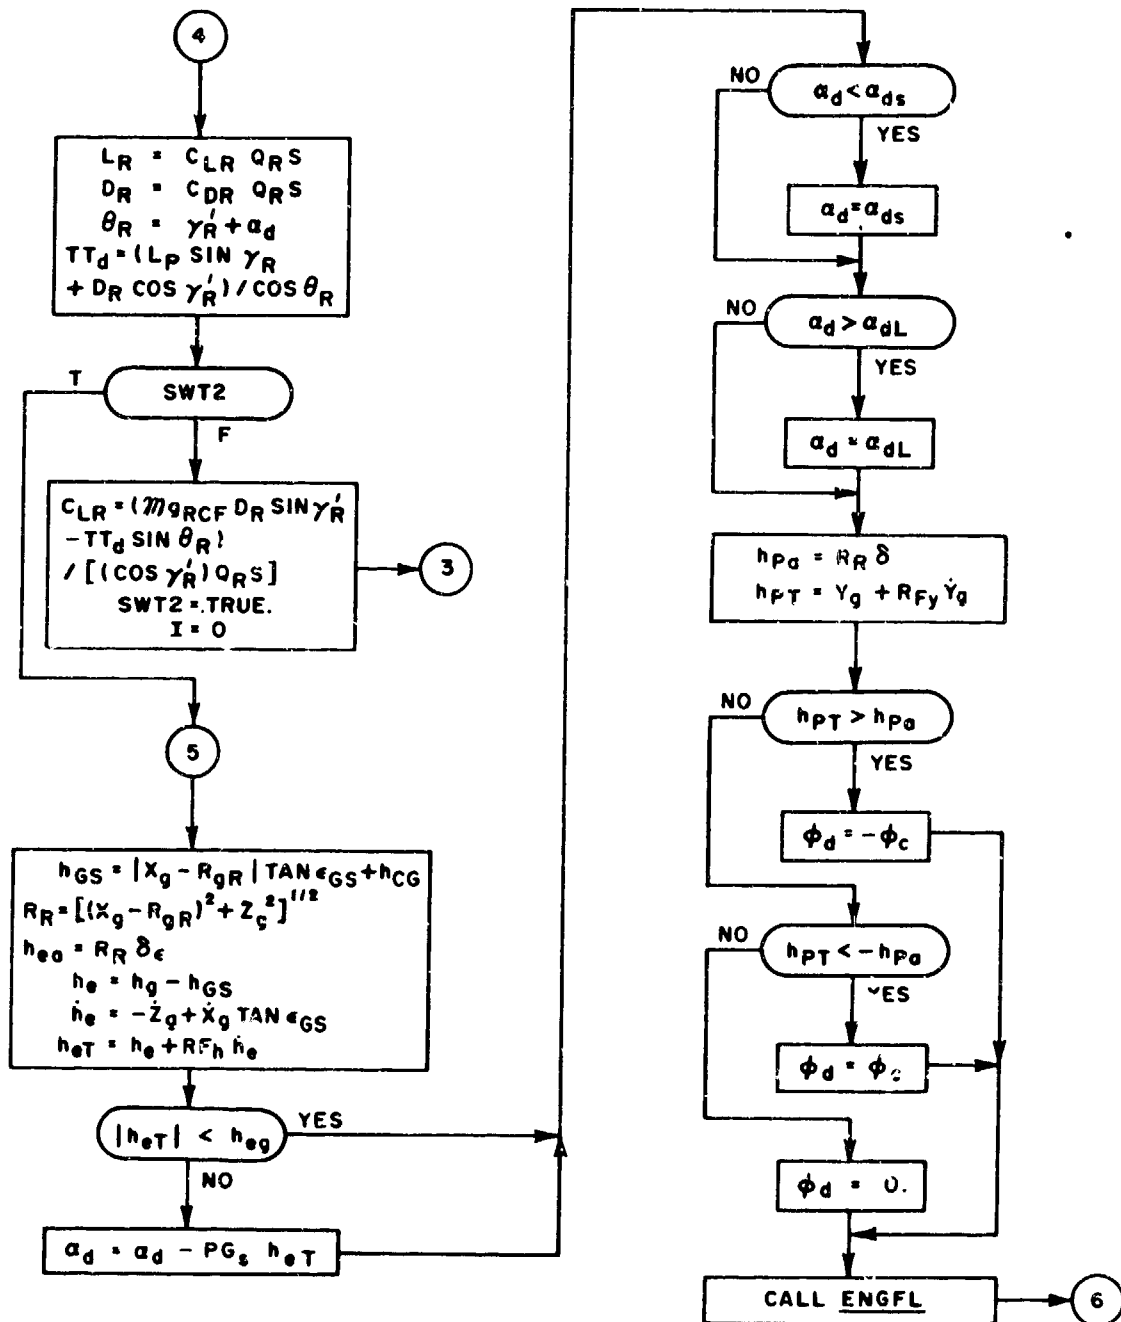 4
L_R = C_LR Q_R S
D_R = C_DR Q_R S
θ_R = γ'_R + α_d
TT_d = (L_P SIN γ_R
+ D_R COS γ'_R) / COS θ_R
SWT2
T
F
C_LR = (mg_RCF D_R SIN γ'_R
- TT_d SIN θ_R)
/ [(COS γ'_R) Q_R S]
SWT2 = .TRUE.
I = 0
3
5
h_GS = |X_g - R_gR| TAN ϵ_GS + h_CG
R_R = [(X_g - R_gR)² + Z_g²]^1/2
h_ea = R_R δ_ϵ
h_e = h_g - h_GS
ḣ_e = -Ż_g + Ẋ_g TAN ϵ_GS
h_eT = h_e + RF_h ḣ_e
|h_eT| < h_eg
YES
NO
α_d = α_d - PG_s h_eT
α_d < α_ds
NO
YES
α_d = α_ds
α_d > α_dL
NO
YES
α_d = α_dL
h_Pa = R_R δ
h_PT = Y_g + R_Fy Ẏ_g
h_PT > h_Pa
NO
YES
ϕ_d = -ϕ_c
h_PT < -h_Pa
NO
YES
ϕ_d = ϕ_c
ϕ_d = 0.
CALL ENGFL
6